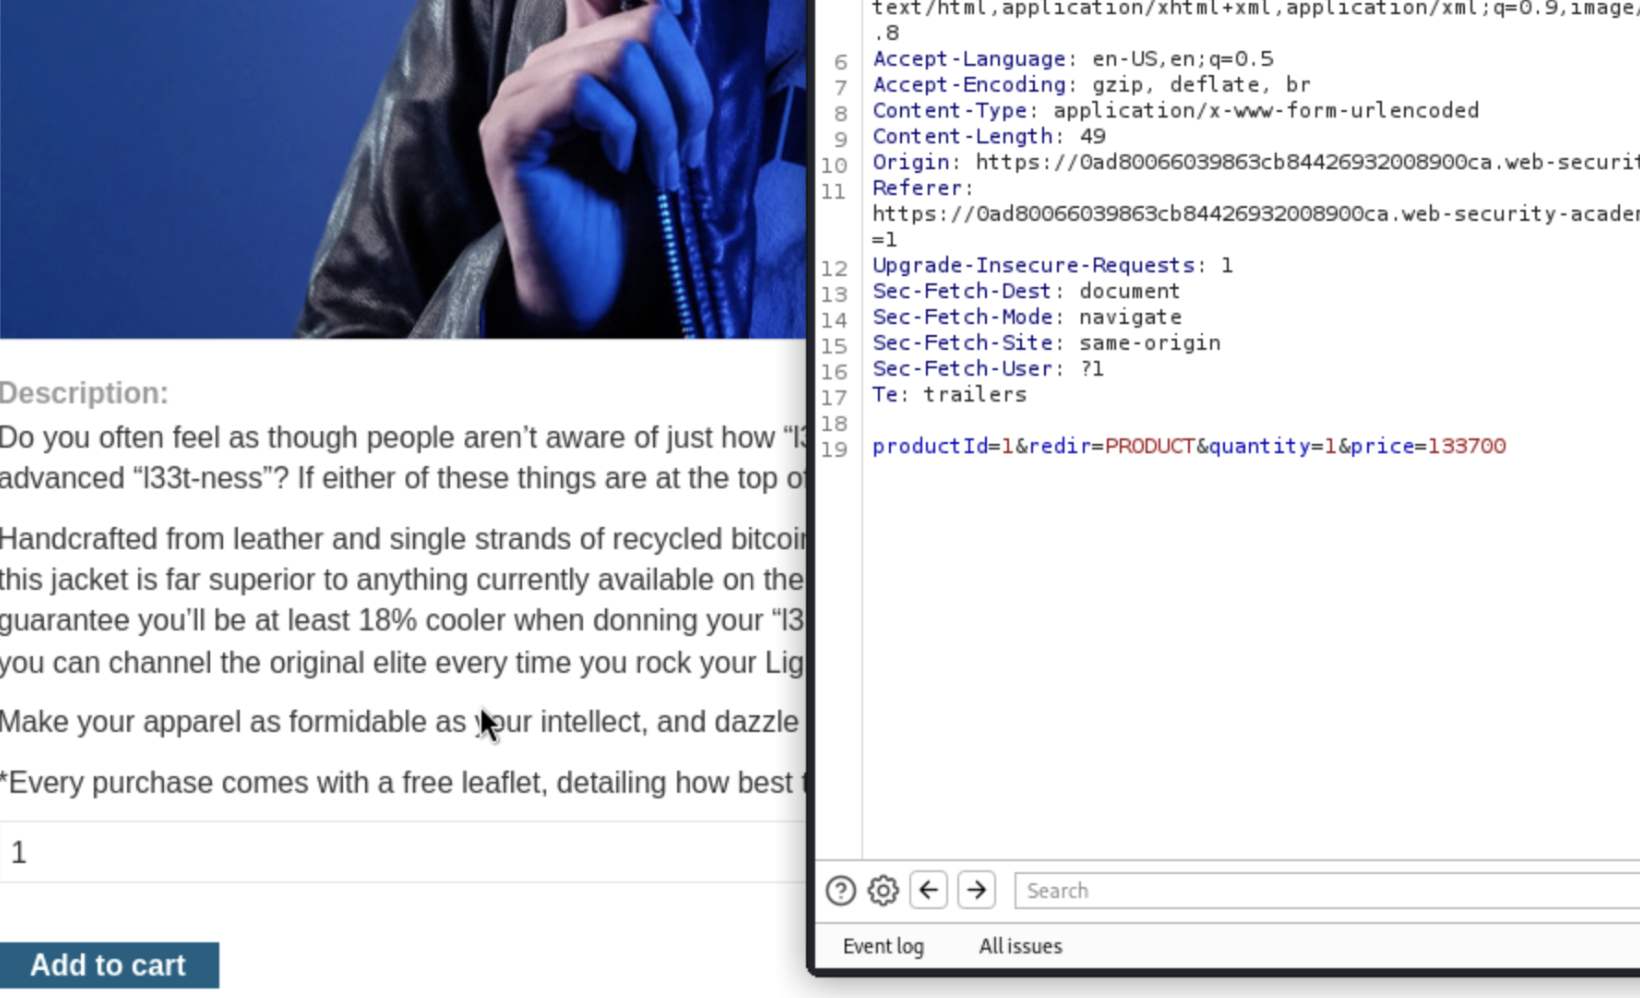 Description:
Do you often feel as though people aren’t aware of just how “l3
advanced “l33t-ness”? If either of these things are at the top of
Handcrafted from leather and single strands of recycled bitcoin
this jacket is far superior to anything currently available on the
guarantee you’ll be at least 18% cooler when donning your “l3
you can channel the original elite every time you rock your Lig
Make your apparel as formidable as your intellect, and dazzle
*Every purchase comes with a free leaflet, detailing how best t
1
Add to cart
text/html,application/xhtml+xml,application/xml;q=0.9,image/
.8
6 Accept-Language: en-US,en;q=0.5
7 Accept-Encoding: gzip, deflate, br
8 Content-Type: application/x-www-form-urlencoded
9 Content-Length: 49
10 Origin: https://0ad80066039863cb84426932008900ca.web-securit
11 Referer:
https://0ad80066039863cb84426932008900ca.web-security-academ
=1
12 Upgrade-Insecure-Requests: 1
13 Sec-Fetch-Dest: document
14 Sec-Fetch-Mode: navigate
15 Sec-Fetch-Site: same-origin
16 Sec-Fetch-User: ?1
17 Te: trailers
18
19 productId=1&redir=PRODUCT&quantity=1&price=133700
Search
Event log All issues